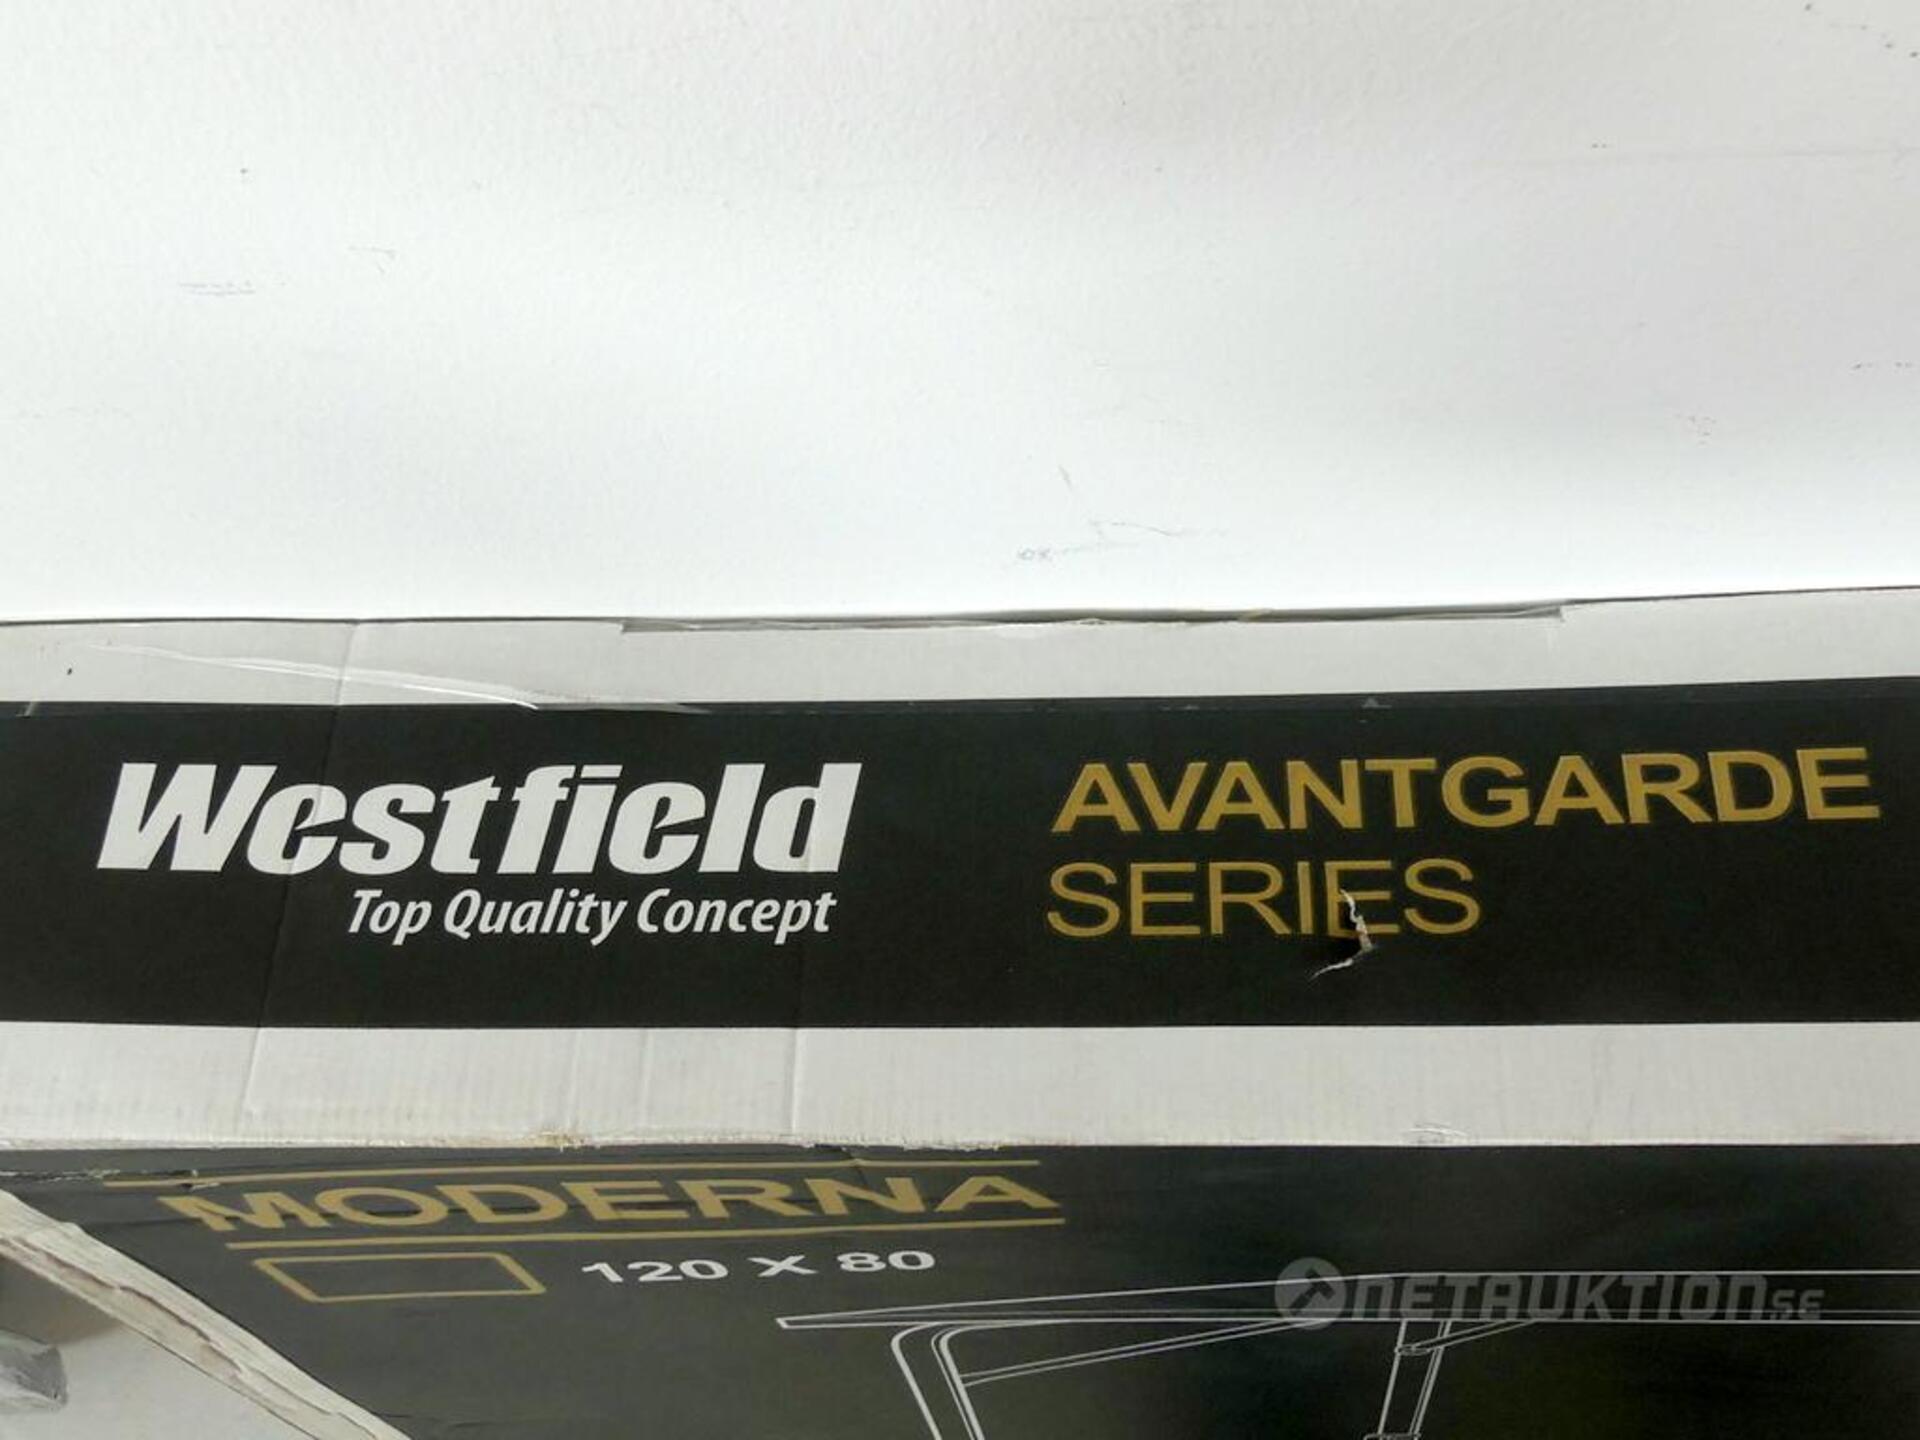 Westfield
Top Quality Concept
AVANTGARDE
SERIES
MODERNA
120 X 80
NETAUKTION.SE